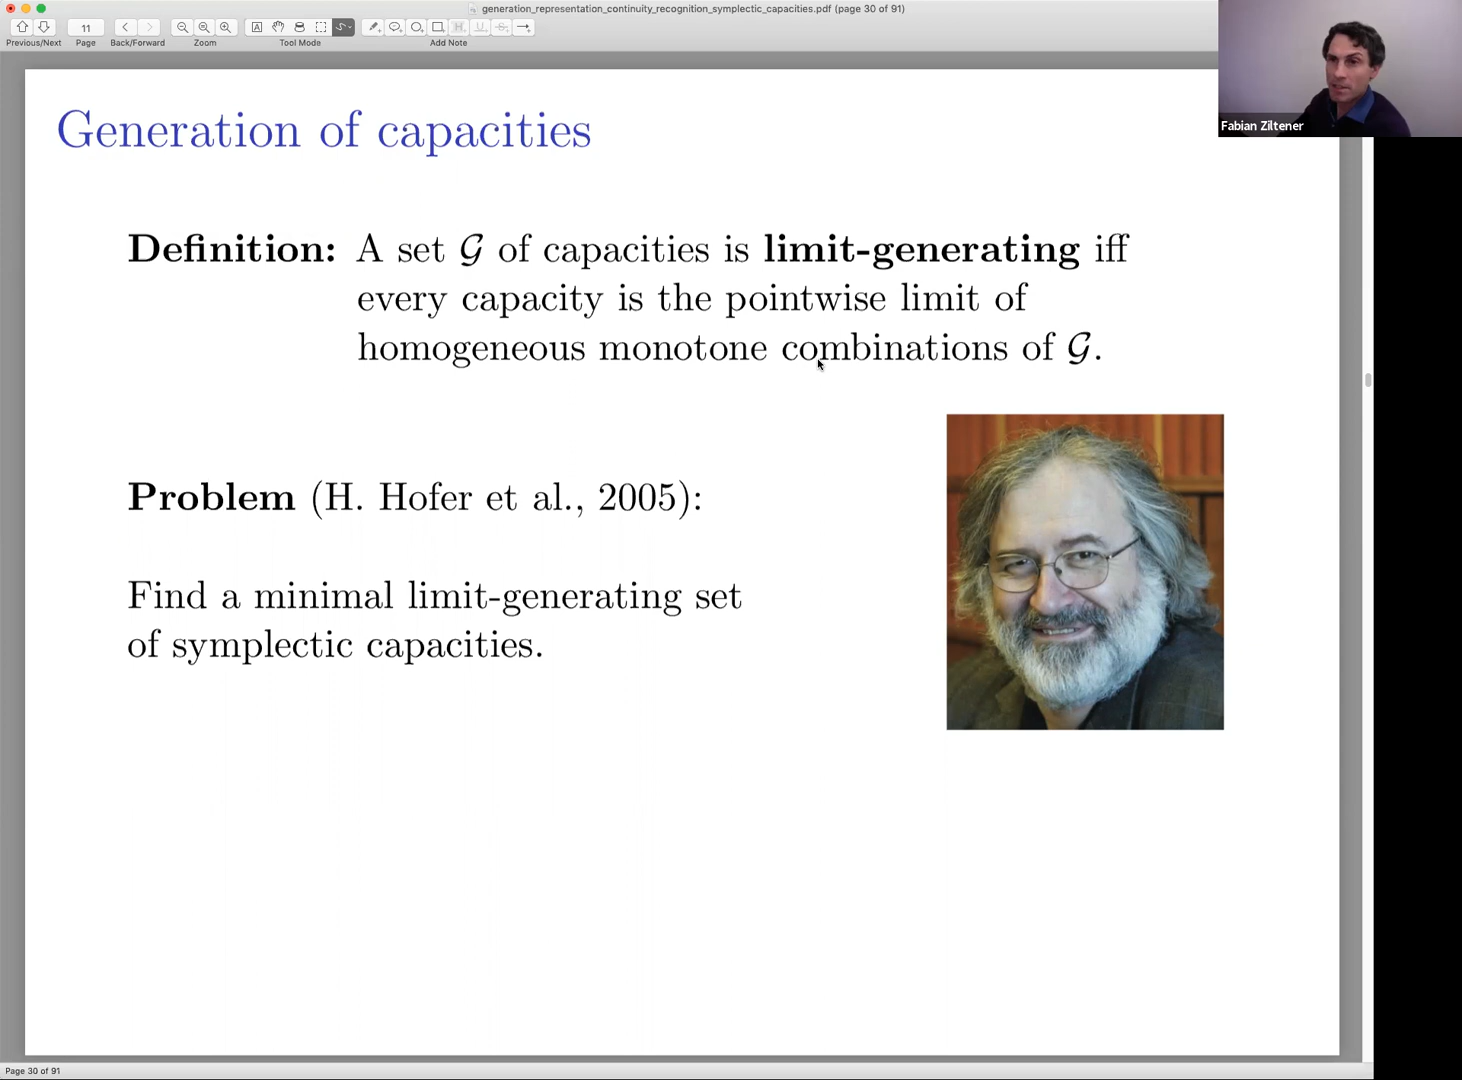 generation_representation_continuity_recognition_symplectic_capacities.pdf (page 30 of 91)
11
Previous/Next Page Back/Forward Zoom Tool Mode Add Note
Fabian Ziltener
Generation of capacities
Definition: A set 𝒢 of capacities is limit-generating iff
every capacity is the pointwise limit of
homogeneous monotone combinations of 𝒢.
Problem (H. Hofer et al., 2005):
Find a minimal limit-generating set
of symplectic capacities.
Page 30 of 91